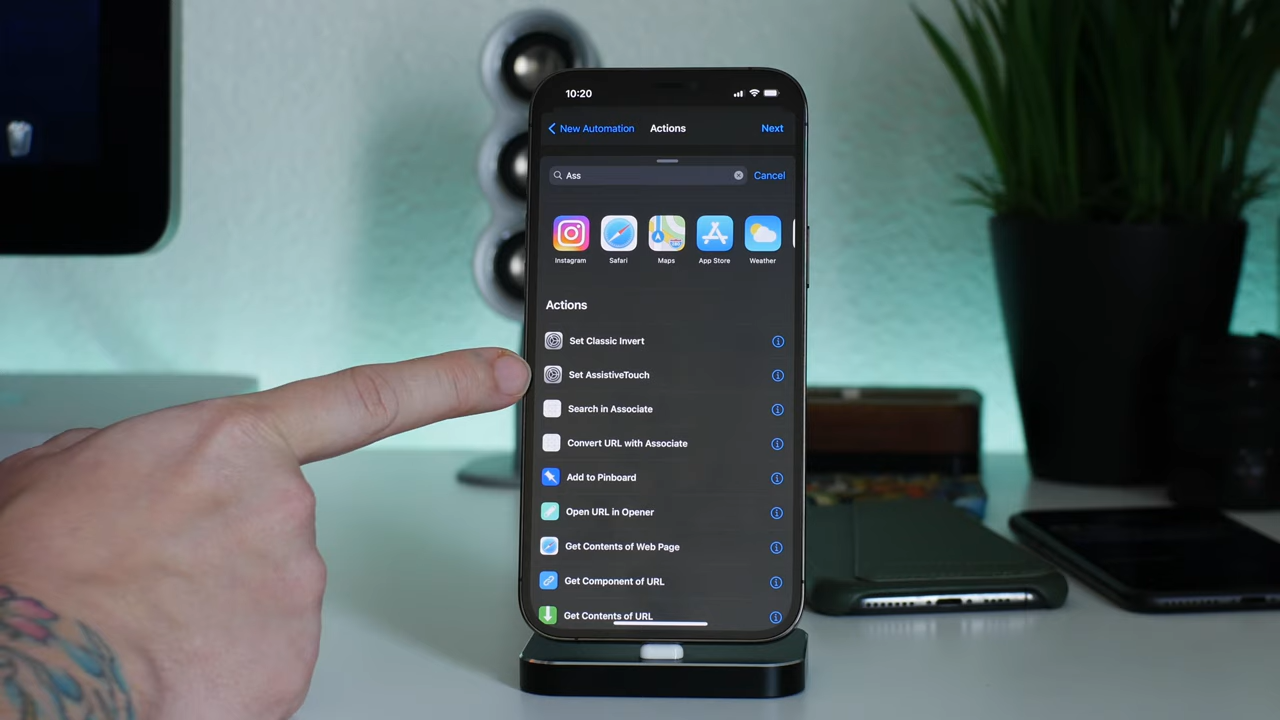 10:20
New Automation
Actions
Next
Ass
Cancel
Instagram
Safari
Maps
App Store
Weather
Actions
Set Classic Invert
Set AssistiveTouch
Search in Associate
Convert URL with Associate
Add to Pinboard
Open URL in Opener
Get Contents of Web Page
Get Component of URL
Get Contents of URL